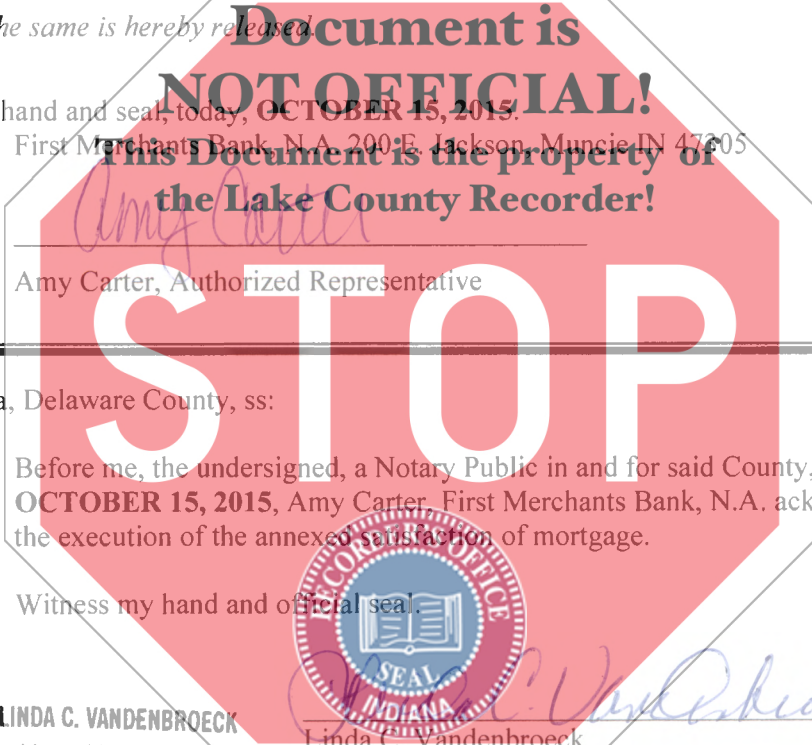 Document is
he same is hereby released.
NOT OFFICIAL!
hand and seal, today, OCTOBER 15, 2015.
First Merchants Bank, N.A. 200 E. Jackson, Muncie IN 47305
This Document is the property of
the Lake County Recorder!
Amy Carter
Amy Carter, Authorized Representative
STOP
a, Delaware County, ss:
Before me, the undersigned, a Notary Public in and for said County,
OCTOBER 15, 2015, Amy Carter, First Merchants Bank, N.A. ack
the execution of the annexed satisfaction of mortgage.
RECORDER'S OFFICE
Witness my hand and official seal.
SEAL
INDIANA
LINDA C. VANDENBROECK
Linda C. Vandenbroeck